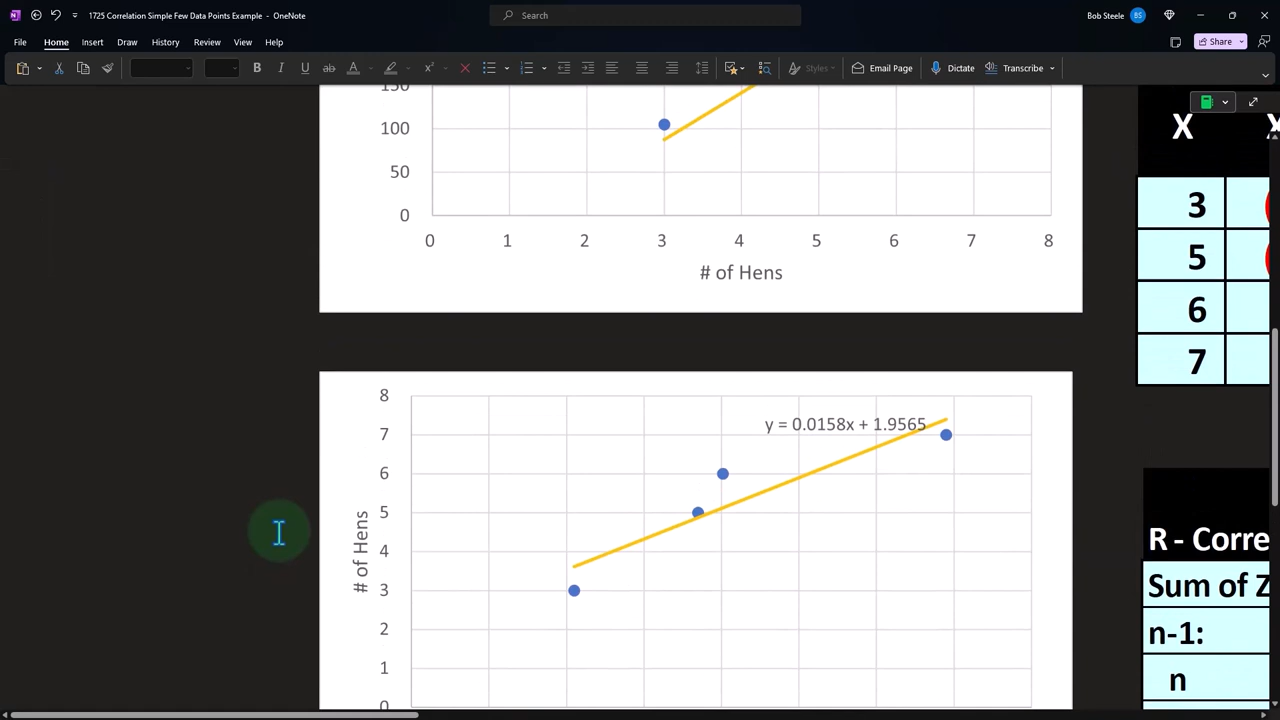 1725 Correlation Simple Few Data Points Example - OneNote
Search
Bob Steele
BS
File Home Insert Draw History Review View Help
Share
Styles
Email Page
Dictate
Transcribe
150
100
50
0
0 1 2 3 4 5 6 7 8
# of Hens
X
3
5
6
7
8
7
6
5
4
3
2
1
0
# of Hens
y = 0.0158x + 1.9565
R - Corre
Sum of Z
n-1:
n